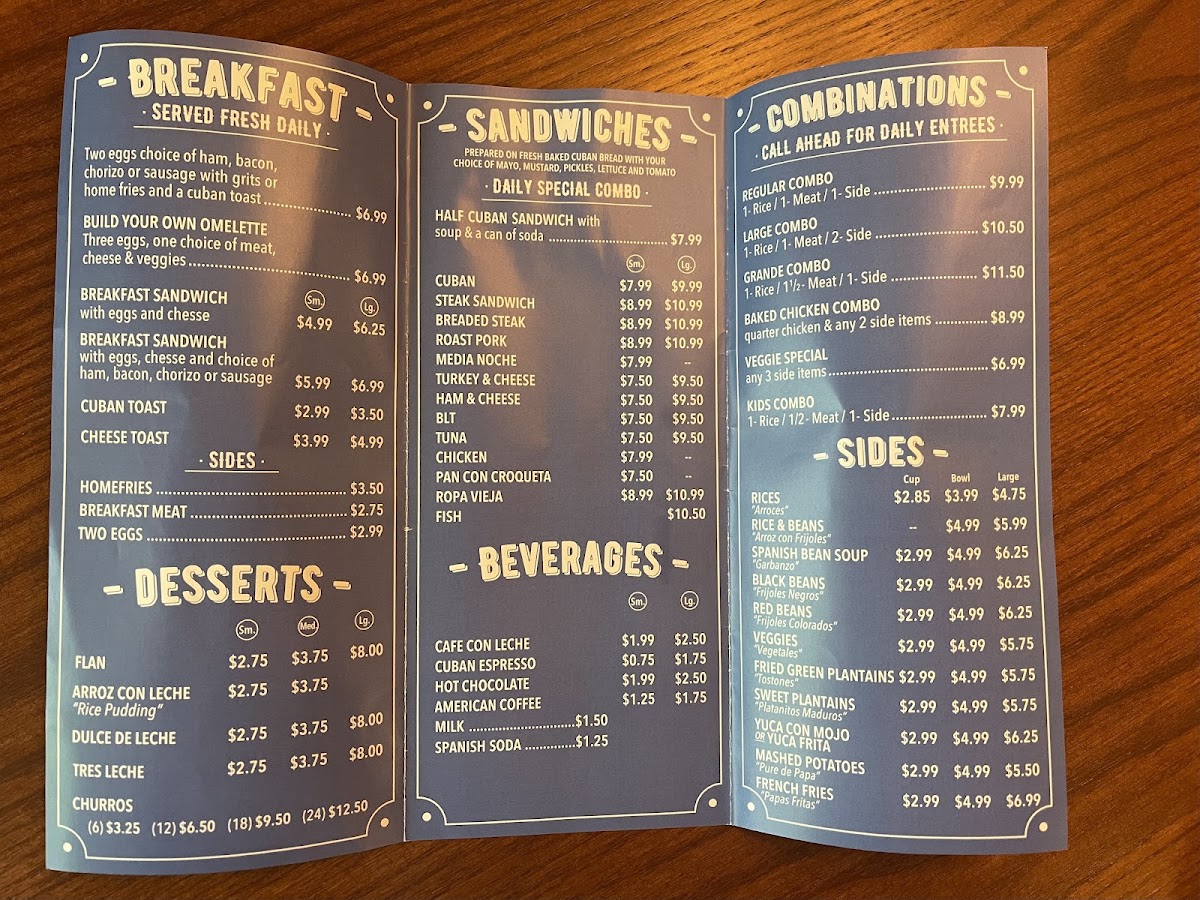 - BREAKFAST -
· SERVED FRESH DAILY ·
Two eggs choice of ham, bacon,
chorizo or sausage with grits or
home fries and a cuban toast.................... $6.99
BUILD YOUR OWN OMELETTE
Three eggs, one choice of meat,
cheese & veggies.................................... $6.99
Sm. Lg.
BREAKFAST SANDWICH
with eggs and chesse $4.99 $6.25
BREAKFAST SANDWICH
with eggs, chesse and choice of
ham, bacon, chorizo or sausage $5.99 $6.99
CUBAN TOAST $2.99 $3.50
CHEESE TOAST $3.99 $4.99
· SIDES ·
HOMEFRIES .......................................... $3.50
BREAKFAST MEAT .................................. $2.75
TWO EGGS ............................................ $2.99
- DESSERTS -
Sm. Med. Lg.
FLAN $2.75 $3.75 $8.00
ARROZ CON LECHE $2.75 $3.75
"Rice Pudding"
DULCE DE LECHE $2.75 $3.75 $8.00
TRES LECHE $2.75 $3.75 $8.00
CHURROS
(6) $3.25 (12) $6.50 (18) $9.50 (24) $12.50
- SANDWICHES -
PREPARED ON FRESH BAKED CUBAN BREAD WITH YOUR
CHOICE OF MAYO, MUSTARD, PICKLES, LETTUCE AND TOMATO
· DAILY SPECIAL COMBO ·
HALF CUBAN SANDWICH with
soup & a can of soda .............................. $7.99
Sm. Lg.
CUBAN $7.99 $9.99
STEAK SANDWICH $8.99 $10.99
BREADED STEAK $8.99 $10.99
ROAST PORK $8.99 $10.99
MEDIA NOCHE $7.99 --
TURKEY & CHEESE $7.50 $9.50
HAM & CHEESE $7.50 $9.50
BLT $7.50 $9.50
TUNA $7.50 $9.50
CHICKEN $7.99 --
PAN CON CROQUETA $7.50 --
ROPA VIEJA $8.99 $10.99
FISH $10.50
- BEVERAGES -
Sm. Lg.
CAFE CON LECHE $1.99 $2.50
CUBAN ESPRESSO $0.75 $1.75
HOT CHOCOLATE $1.99 $2.50
AMERICAN COFFEE $1.25 $1.75
MILK ..........................$1.50
SPANISH SODA .............$1.25
- COMBINATIONS -
· CALL AHEAD FOR DAILY ENTREES ·
REGULAR COMBO
1- Rice / 1- Meat / 1- Side ............................ $9.99
LARGE COMBO
1- Rice / 1- Meat / 2- Side .......................... $10.50
GRANDE COMBO
1- Rice / 1 1/2- Meat / 1- Side ..................... $11.50
BAKED CHICKEN COMBO
quarter chicken & any 2 side items ............. $8.99
VEGGIE SPECIAL
any 3 side items........................................ $6.99
KIDS COMBO
1- Rice / 1/2- Meat / 1- Side........................ $7.99
- SIDES -
Cup Bowl Large
RICES $2.85 $3.99 $4.75
"Arroces"
RICE & BEANS -- $4.99 $5.99
"Arroz con Frijoles"
SPANISH BEAN SOUP $2.99 $4.99 $6.25
"Garbanzo"
BLACK BEANS $2.99 $4.99 $6.25
"Frijoles Negros"
RED BEANS $2.99 $4.99 $6.25
"Frijoles Colorados"
VEGGIES $2.99 $4.99 $5.75
"Vegetales"
FRIED GREEN PLANTAINS $2.99 $4.99 $5.75
"Tostones"
SWEET PLANTAINS $2.99 $4.99 $5.75
"Platanitos Maduros"
YUCA CON MOJO
OR YUCA FRITA $2.99 $4.99 $6.25
MASHED POTATOES $2.99 $4.99 $5.50
"Pure de Papa"
FRENCH FRIES $2.99 $4.99 $6.99
"Papas Fritas"